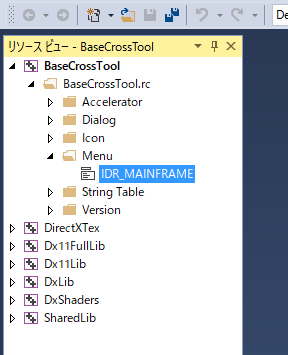 De
リソース ビュー - BaseCrossTool
BaseCrossTool
BaseCrossTool.rc
Accelerator
Dialog
Icon
Menu
IDR_MAINFRAME
String Table
Version
DirectXTex
Dx11FullLib
Dx11Lib
DxLib
DxShaders
SharedLib